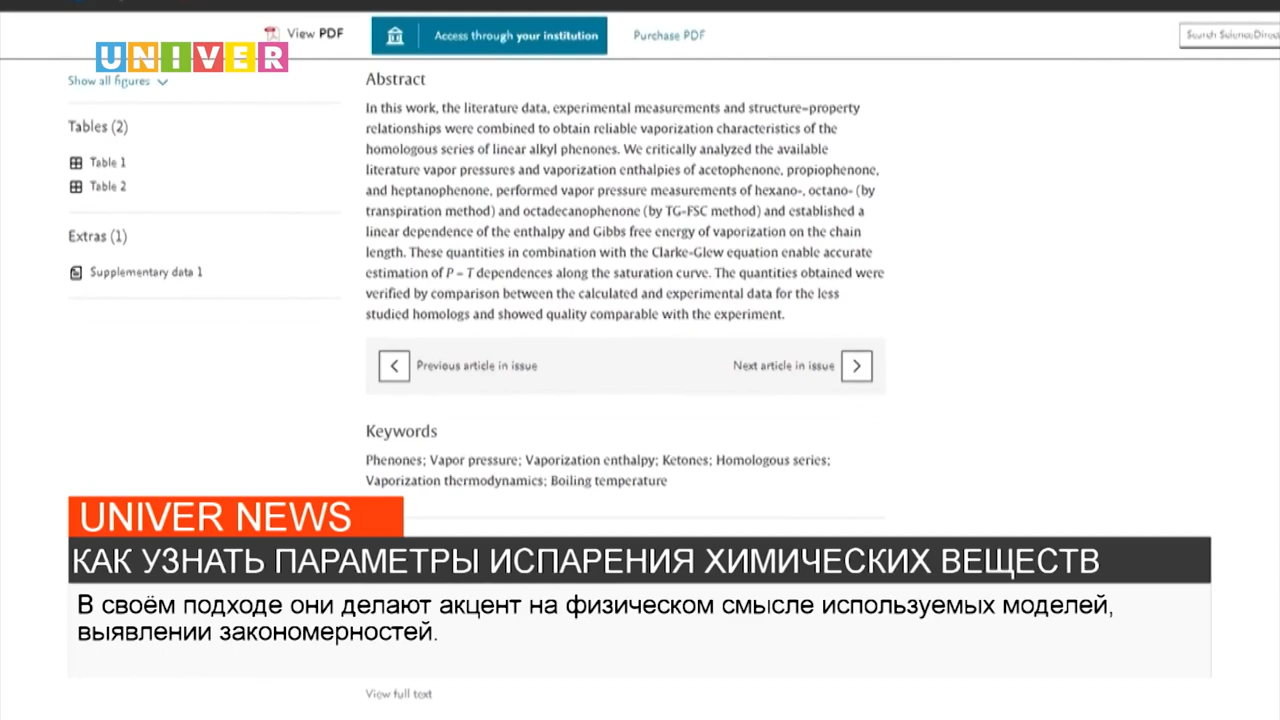 View PDF
Access through your institution
Purchase PDF
Search ScienceDirect
UNIVER
Show all figures
Tables (2)
Table 1
Table 2
Extras (1)
Supplementary data 1
Abstract
In this work, the literature data, experimental measurements and structure–property
relationships were combined to obtain reliable vaporization characteristics of the
homologous series of linear alkyl phenones. We critically analyzed the available
literature vapor pressures and vaporization enthalpies of acetophenone, propiophenone,
and heptanophenone, performed vapor pressure measurements of hexano-, octano- (by
transpiration method) and octadecanophenone (by TG-FSC method) and established a
linear dependence of the enthalpy and Gibbs free energy of vaporization on the chain
length. These quantities in combination with the Clarke-Glew equation enable accurate
estimation of P – T dependences along the saturation curve. The quantities obtained were
verified by comparison between the calculated and experimental data for the less
studied homologs and showed quality comparable with the experiment.
Previous article in issue
Next article in issue
Keywords
Phenones; Vapor pressure; Vaporization enthalpy; Ketones; Homologous series;
Vaporization thermodynamics; Boiling temperature
UNIVER NEWS
КАК УЗНАТЬ ПАРАМЕТРЫ ИСПАРЕНИЯ ХИМИЧЕСКИХ ВЕЩЕСТВ
В своём подходе они делают акцент на физическом смысле используемых моделей,
выявлении закономерностей.
View full text